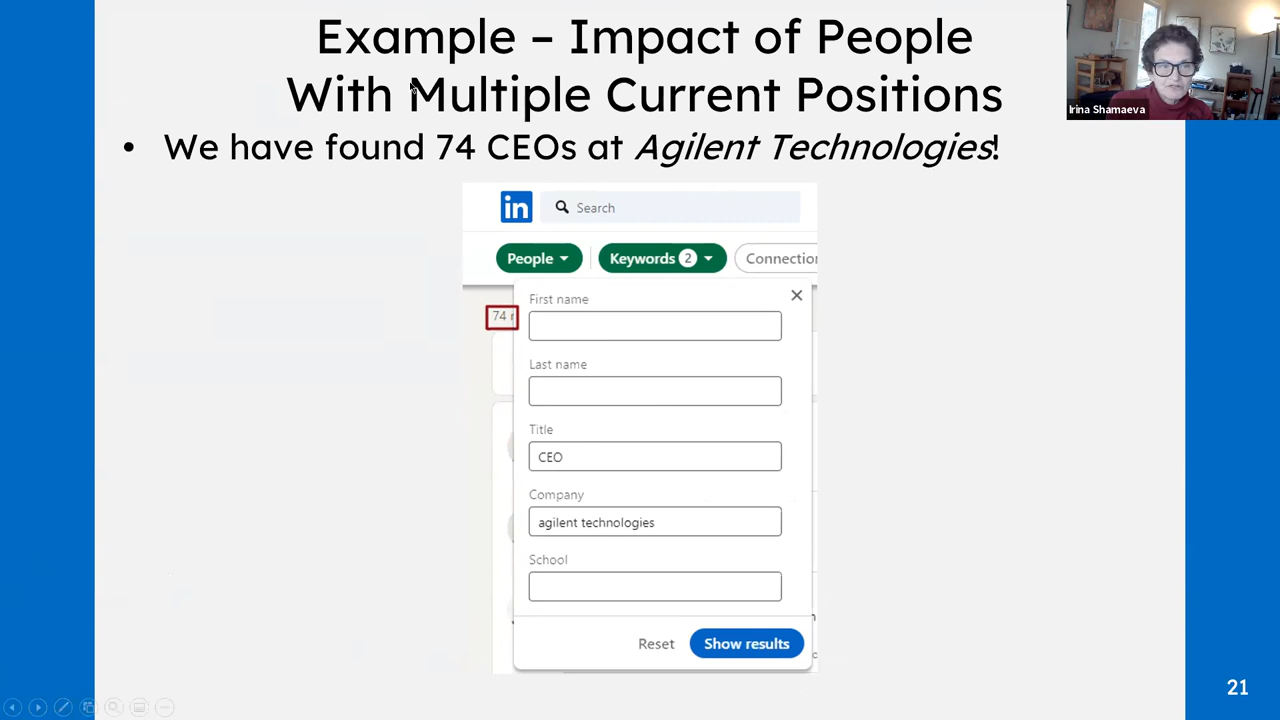 Example – Impact of People
With Multiple Current Positions
Irina Shamaeva
• We have found 74 CEOs at Agilent Technologies!
in Search
People Keywords 2 Connection
First name
74 r
Last name
Title
CEO
Company
agilent technologies
School
Reset Show results
21